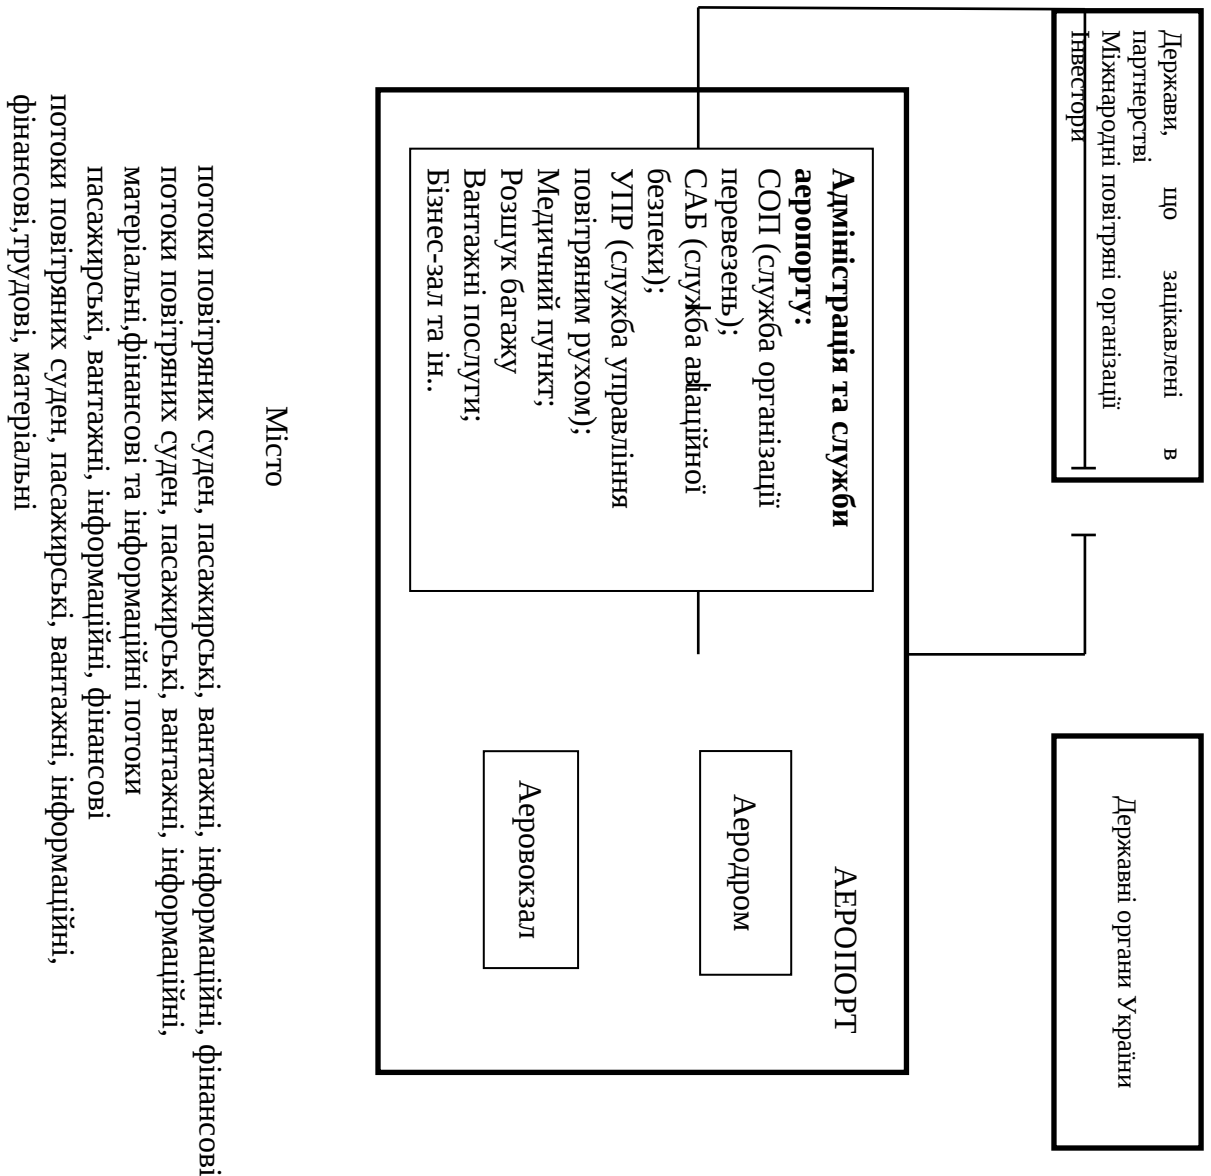 Держави, що зацікавлені в
партнерстві
Міжнародні повітряні організації
Інвестори
Державні органи України
АЕРОПОРТ
Адміністрація та служби
аеропорту:
СОП (служба організації
перевезень);
САБ (служба авіаційної
безпеки);
УПР (служба управління
повітряним рухом);
Медичний пункт;
Розшук багажу
Вантажні послуги;
Бізнес-зал та ін..
Аеродром
Аеровокзал
Місто
потоки повітряних суден, пасажирські, вантажні, інформаційні, фінансові
потоки повітряних суден, пасажирські, вантажні, інформаційні,
матеріальні,фінансові та інформаційні потоки
пасажирські, вантажні, інформаційні, фінансові
потоки повітряних суден, пасажирські, вантажні, інформаційні,
фінансові,трудові, матеріальні